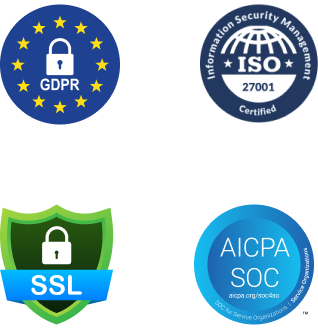 GDPR
Information Security Management
ISO
27001
Certified
SSL
AICPA
SOC
aicpa.org/soc4so
SOC for Service Organizations | Service Organizations
TM